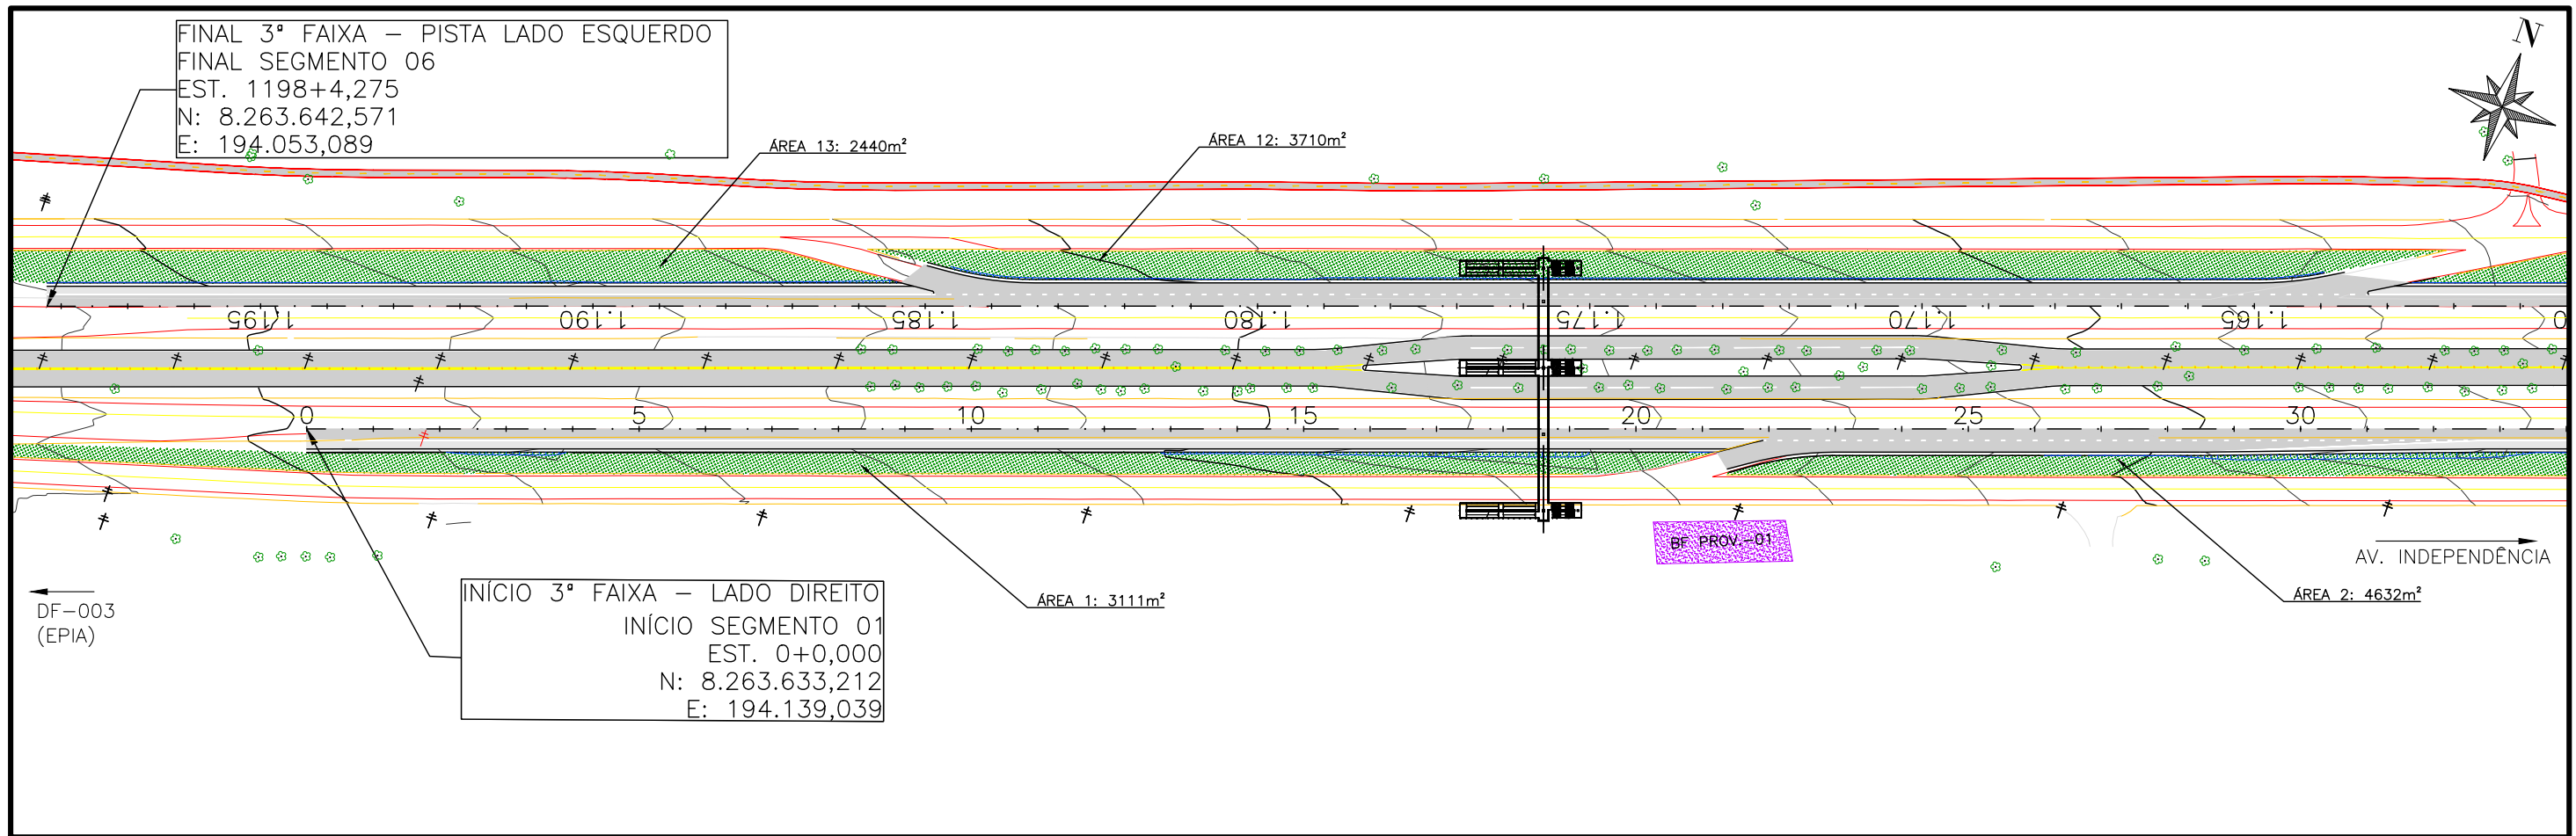 FINAL 3ª FAIXA – PISTA LADO ESQUERDO
FINAL SEGMENTO 06
EST. 1198+4,275
N: 8.263.642,571
E: 194.053,089
N
ÁREA 13: 2440m²
ÁREA 12: 3710m²
1.195
1.190
1.185
1.180
1.175
1.170
1.165
0
0
5
10
15
20
25
30
BF PROV.-01
AV. INDEPENDÊNCIA
DF-003
(EPIA)
INÍCIO 3ª FAIXA – LADO DIREITO
INÍCIO SEGMENTO 01
EST. 0+0,000
N: 8.263.633,212
E: 194.139,039
ÁREA 1: 3111m²
ÁREA 2: 4632m²